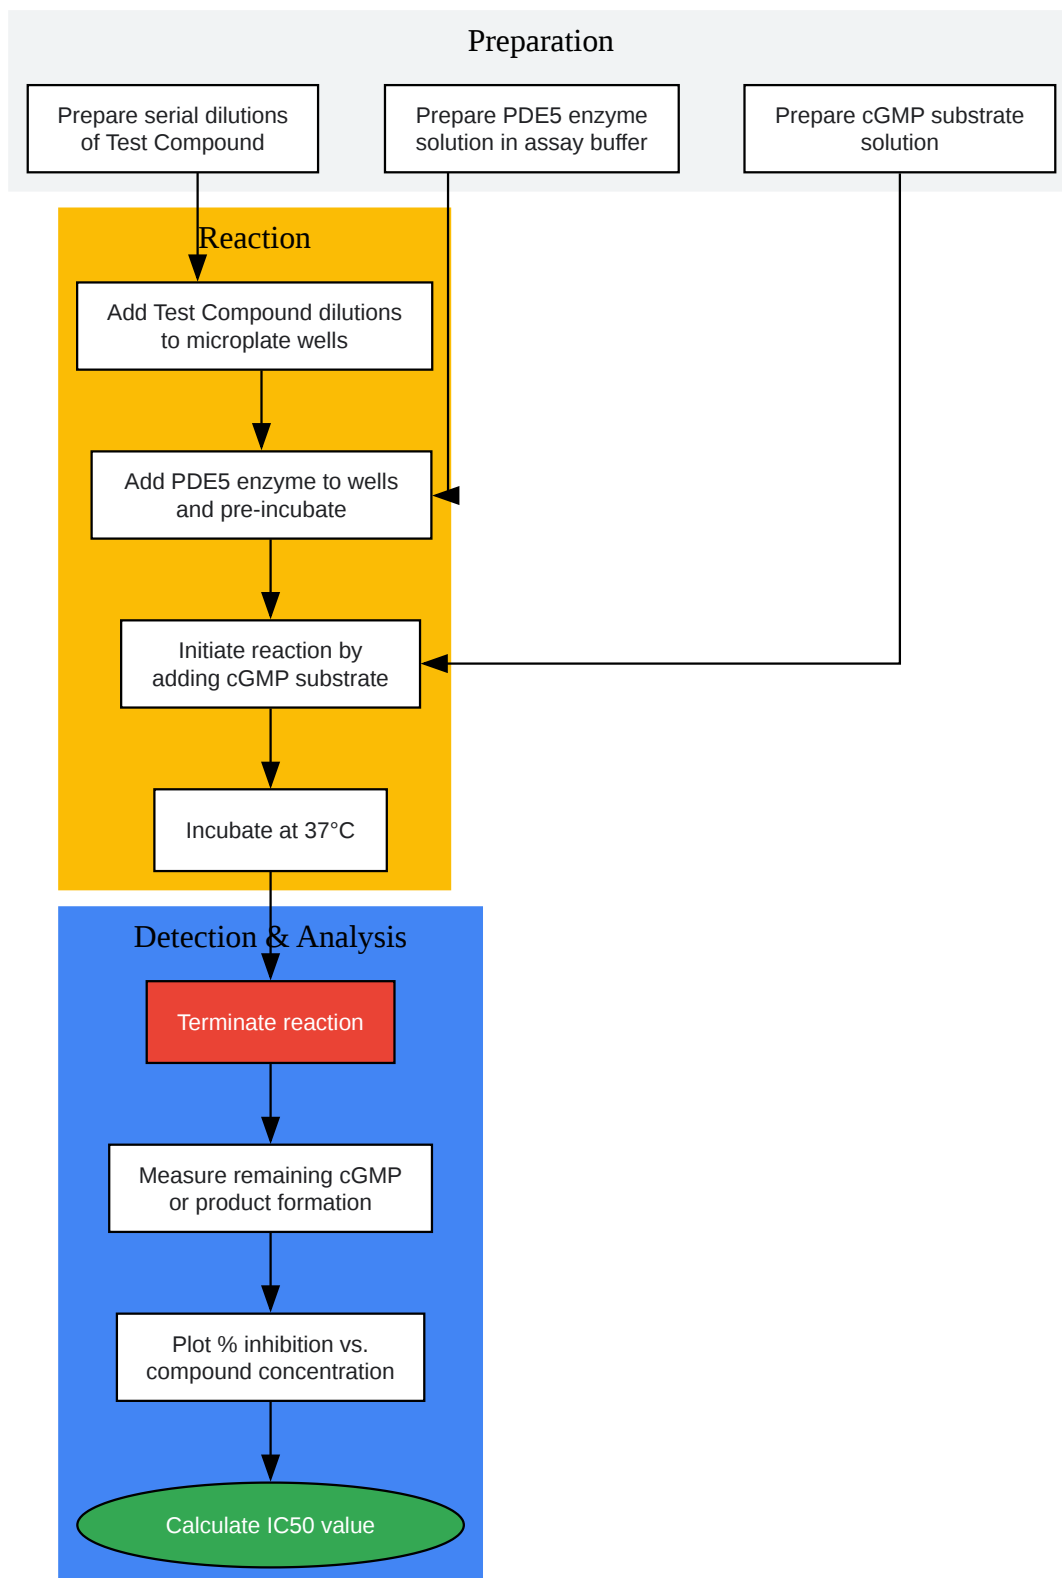 Preparation
Prepare serial dilutions
of Test Compound
Prepare PDE5 enzyme
solution in assay buffer
Prepare cGMP substrate
solution
Reaction
Add Test Compound dilutions
to microplate wells
Add PDE5 enzyme to wells
and pre-incubate
Initiate reaction by
adding cGMP substrate
Incubate at 37°C
Detection & Analysis
Terminate reaction
Measure remaining cGMP
or product formation
Plot % inhibition vs.
compound concentration
Calculate IC50 value